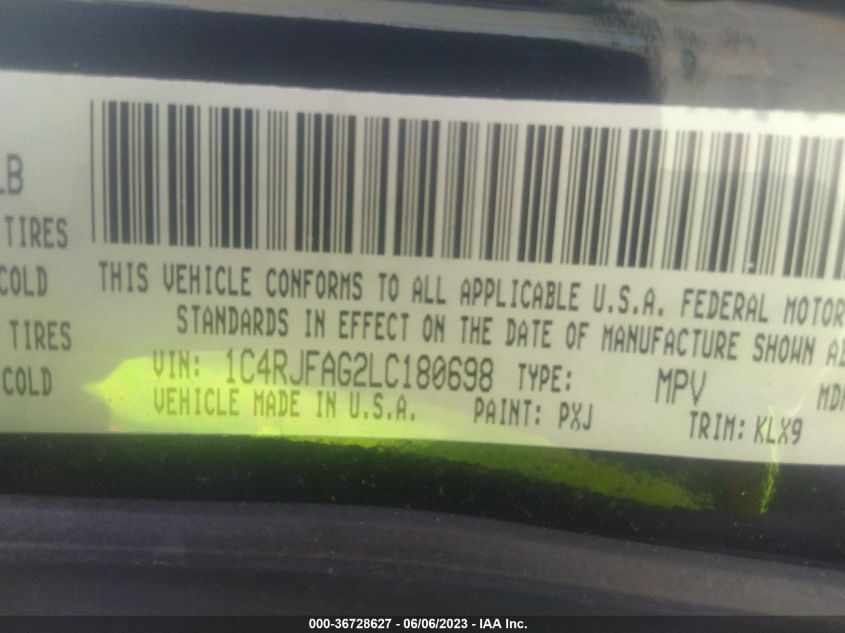 LB
TIRES
COLD
TIRES
COLD
THIS VEHICLE CONFORMS TO ALL APPLICABLE U.S.A. FEDERAL MOTOR
STANDARDS IN EFFECT ON THE DATE OF MANUFACTURE SHOWN AB
VIN: 1C4RJFAG2LC180698 TYPE: MPV MDH
VEHICLE MADE IN U.S.A. PAINT: PXJ TRIM: KLX9
000-36728627 - 06/06/2023 - IAA Inc.